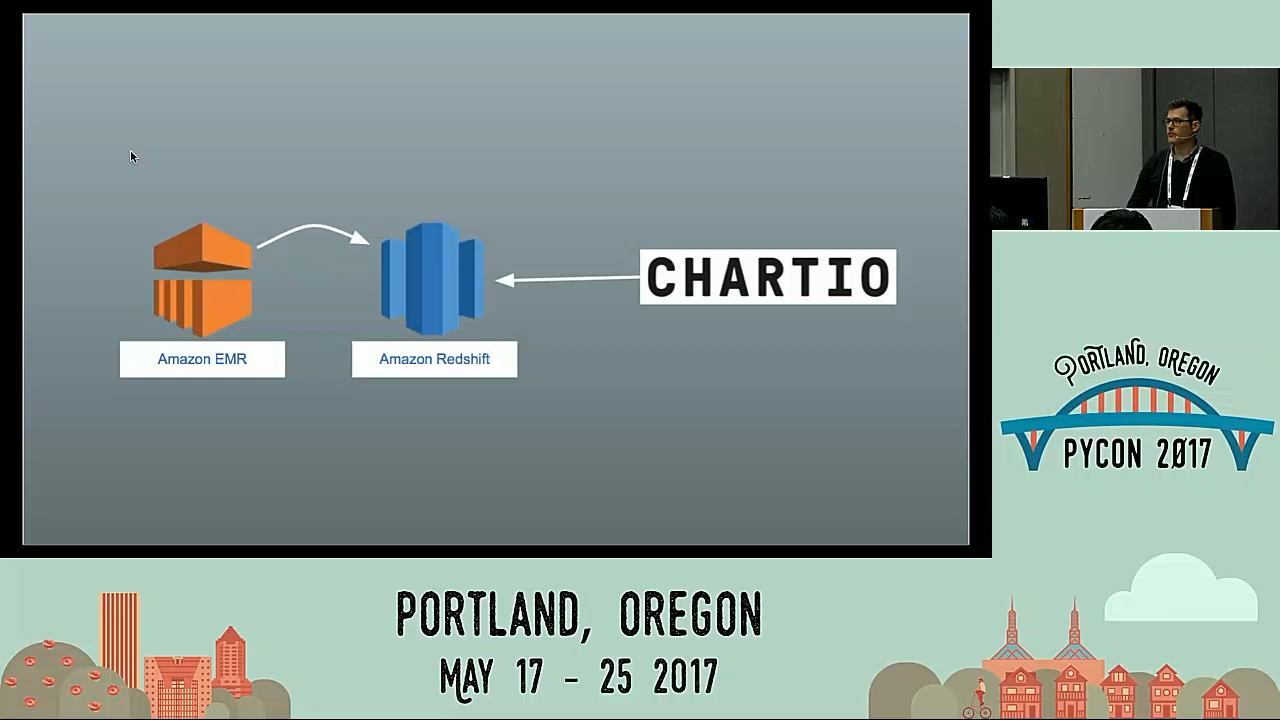 Amazon EMR
Amazon Redshift
CHARTIO
PORTLAND, OREGON
PYCON 2017
PORTLAND, OREGON
MAY 17 - 25 2017